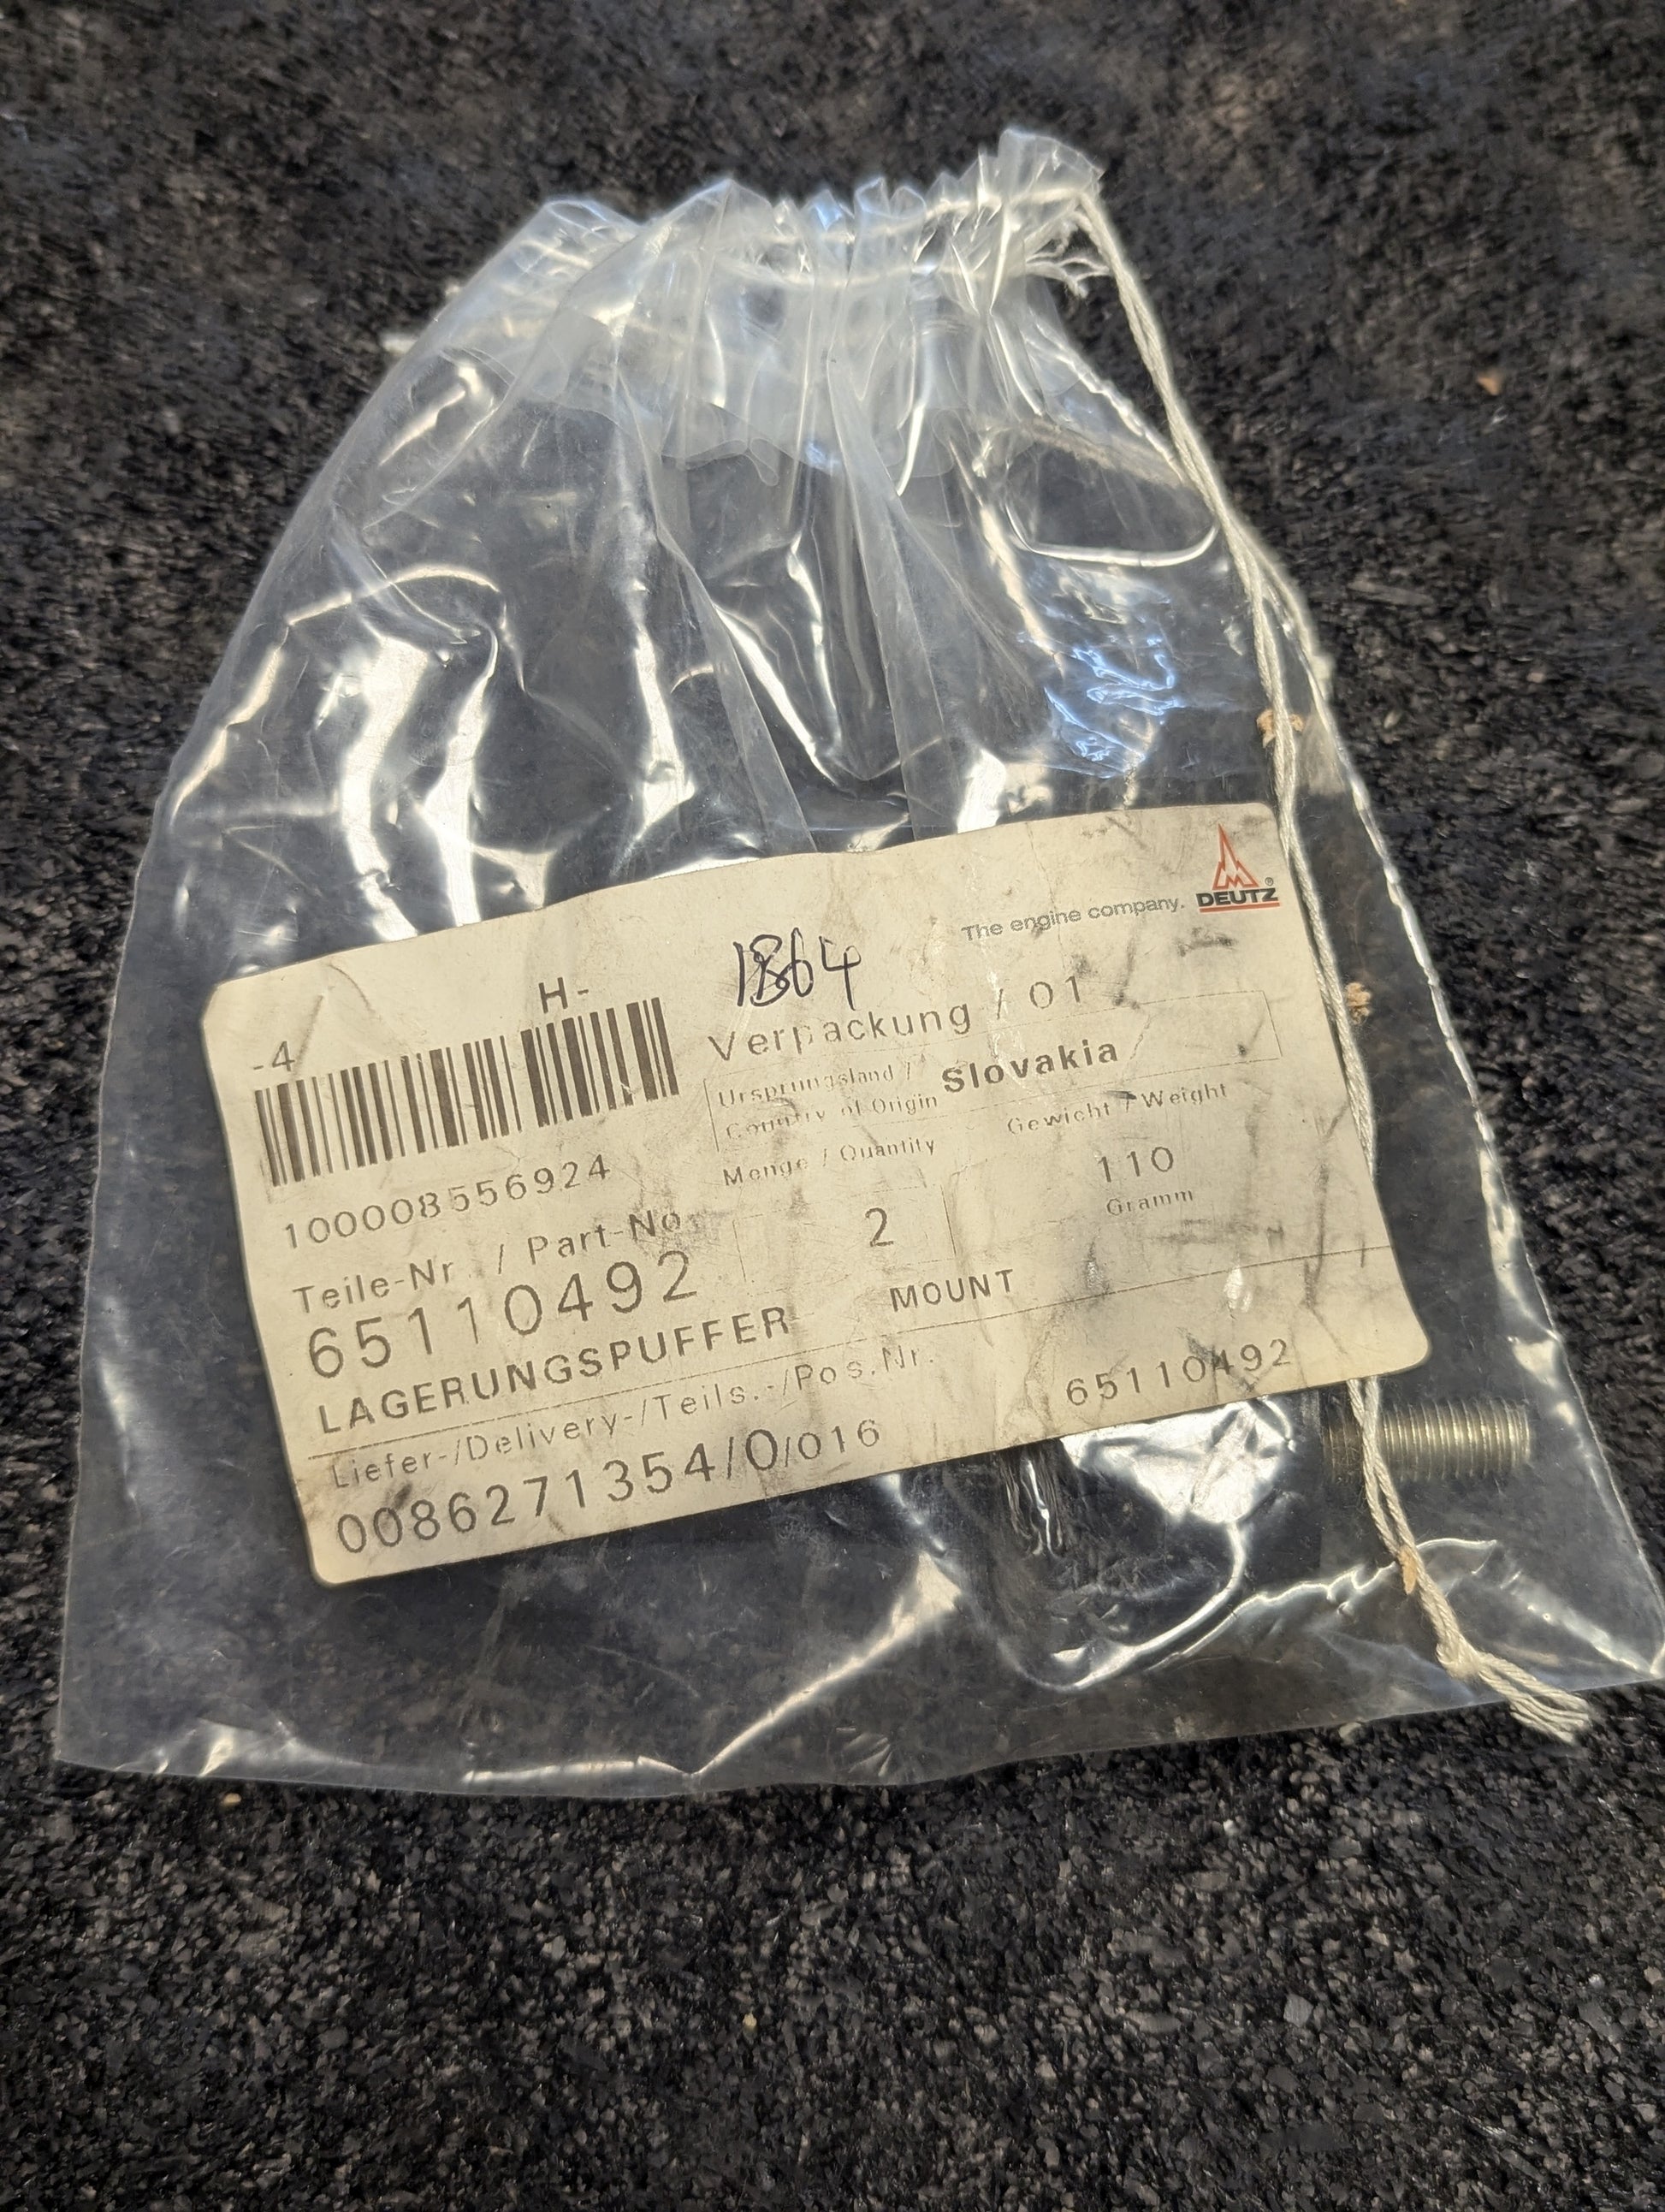 The engine company. DEUTZ®
H-
-4
100008556924
Verpackung / 01
Ursprungsland /
Country of Origin Slovakia
Menge / Quantity
Gewicht / Weight
2
110
Gramm
Teile-Nr. / Part-No.
65110492
LAGERUNGSPUFFER
MOUNT
Liefer-/Delivery-/Teils.-/Pos.Nr.
0086271354/0/016
65110492